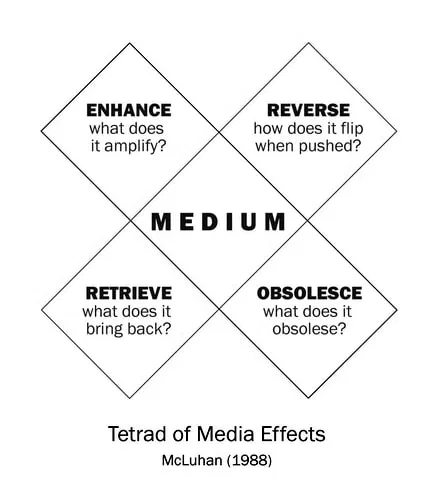 ENHANCE
what does
it amplify?
REVERSE
how does it flip
when pushed?
MEDIUM
RETRIEVE
what does it
bring back?
OBSOLESCE
what does it
obsolese?
Tetrad of Media Effects
McLuhan (1988)